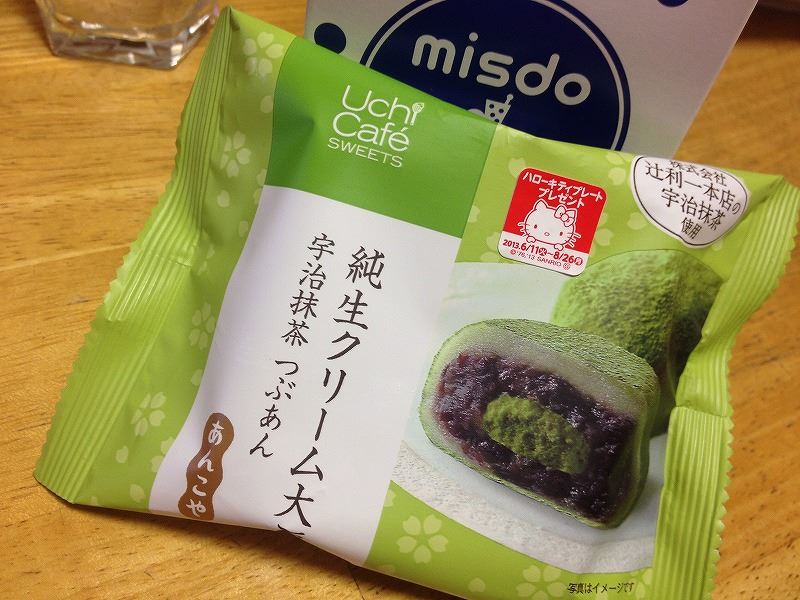 misdo
Uchi
Café
SWEETS
ハローキティプレート
プレゼント
2013.6/11火~8/26月
©'76,'13 SANRIO
株式会社
辻利一本店の
宇治抹茶
使用
純生クリーム大
宇治抹茶 つぶあん
あんこや
写真はイメージです